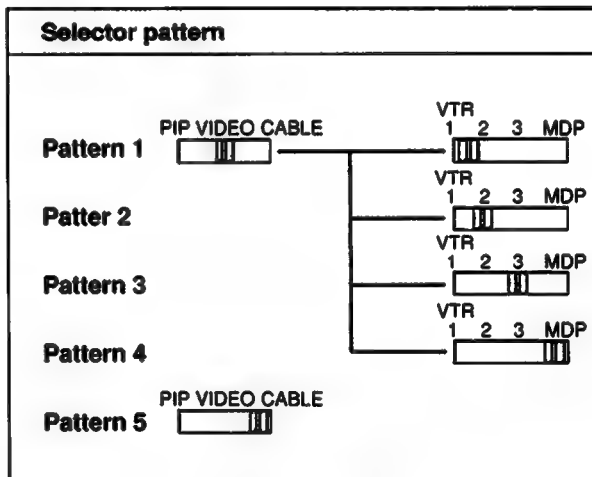 Selector pattern
VTR
PIP VIDEO CABLE 1 2 3 MDP
Pattern 1
VTR
1 2 3 MDP
Patter 2
VTR
1 2 3 MDP
Pattern 3
VTR
1 2 3 MDP
Pattern 4
PIP VIDEO CABLE
Pattern 5